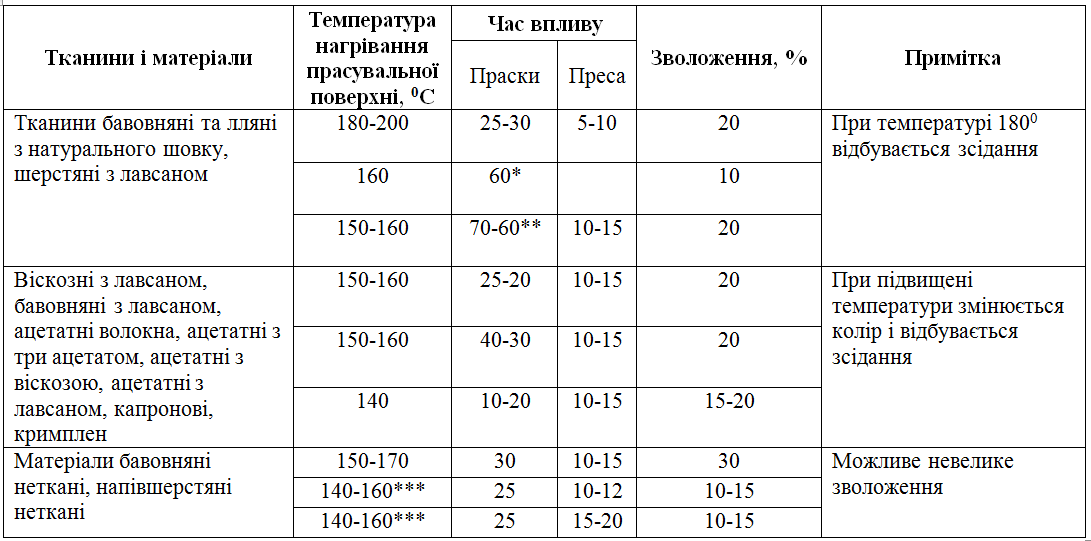 Тканини і матеріали
Температура
нагрівання
прасувальної
поверхні, ⁰С
Час впливу
Праски
Преса
Зволоження, %
Примітка
Тканини бавовняні та лляні
з натурального шовку,
шерстяні з лавсаном
180-200
25-30
5-10
20
При температурі 180⁰
відбувається зсідання
160
60*
10
150-160
70-60**
10-15
20
Віскозні з лавсаном,
бавовняні з лавсаном,
ацетатні волокна, ацетатні з
три ацетатом, ацетатні з
віскозою, ацетатні з
лавсаном, капронові,
кримплен
150-160
25-20
10-15
20
При підвищені
температури змінюється
колір і відбувається
зсідання
150-160
40-30
10-15
20
140
10-20
10-15
15-20
Матеріали бавовняні
неткані, напівшерстяні
неткані
150-170
30
10-15
30
Можливе невелике
зволоження
140-160***
25
10-12
10-15
140-160***
25
15-20
10-15